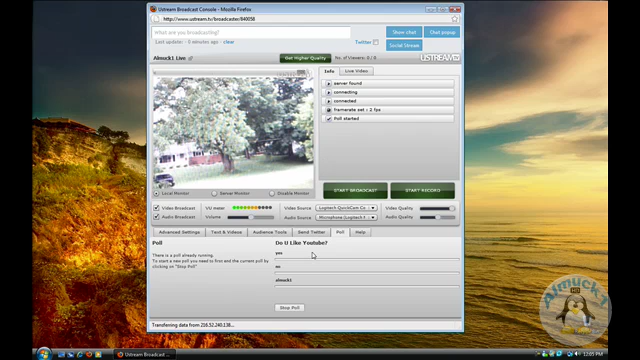 Ustream Broadcast Console - Mozilla Firefox
http://www.ustream.tv/broadcaster/840058
What are you broadcasting?
Last update: - 5 minutes ago - clear
Twitter
Show chat
Chat popup
Social Stream
Almuck1 Live
Get Higher Quality
Nr. of Viewers: 0 / 0
USTREAM
Info
Live Video
server found
connecting
connected
framerate set : 2 fps
Poll started
Local Monitor
Server Monitor
Disable Monitor
START BROADCAST
START RECORD
Video Broadcast
VU meter
Video Source
Logitech QuickCam Co
Video Quality
Audio Broadcast
Volume
Audio Source
Microphone (Logitech
Audio Quality
Advanced Settings
Text & Videos
Audience Tools
Send Twitter
Poll
Help
Poll
There is a poll already running.
To start a new poll you need to first end the current poll by
clicking on "Stop Poll"
Do U Like Youtube?
yes
no
almuck1
Stop Poll
Transferring data from 216.52.240.138...
Ustream Broadcast ...
12:05 PM
Almuck1
HD